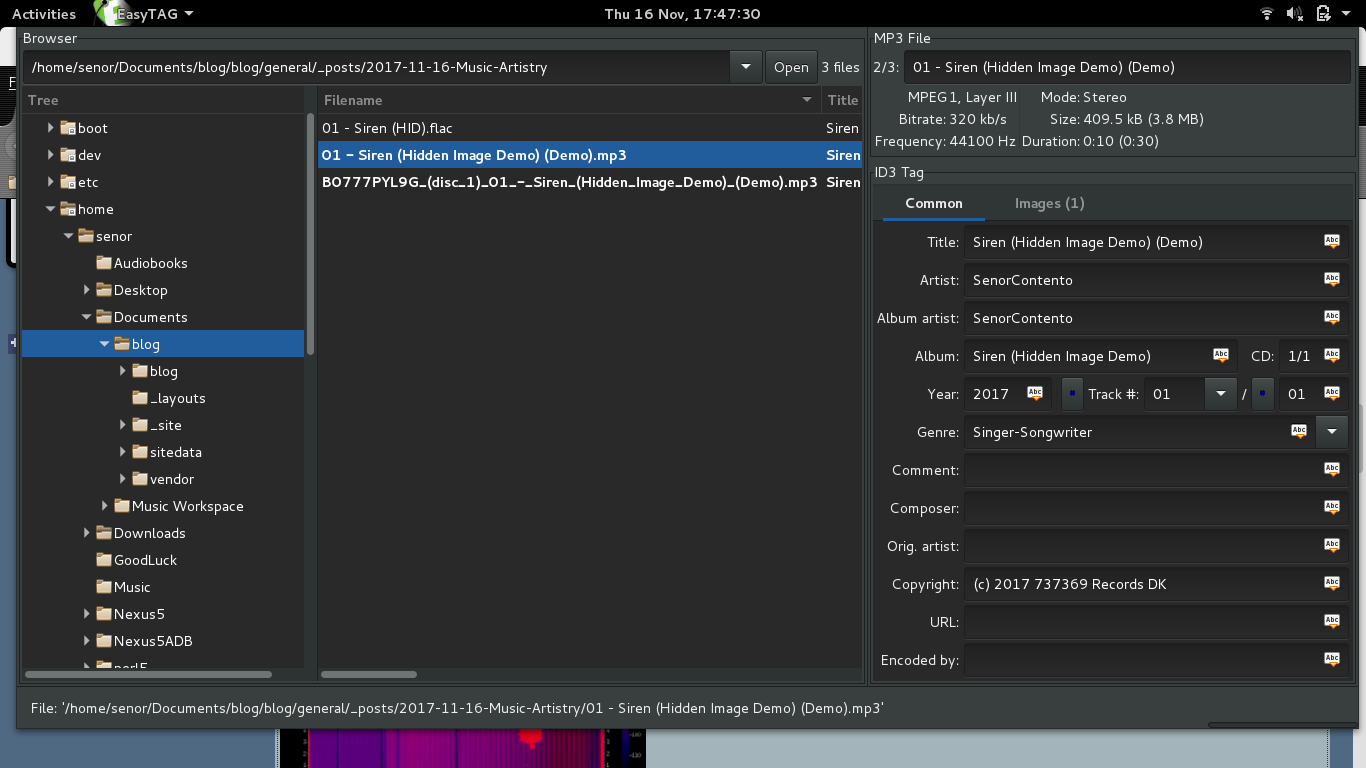 Activities EasyTAG Thu 16 Nov, 17:47:30
Browser
/home/senor/Documents/blog/blog/general/_posts/2017-11-16-Music-Artistry Open 3 files
Tree
boot
dev
etc
home
senor
Audiobooks
Desktop
Documents
blog
blog
_layouts
_site
sitedata
vendor
Music Workspace
Downloads
GoodLuck
Music
Nexus5
Nexus5ADB
perl5
Filename Title
01 - Siren (HID).flac Siren
01 - Siren (Hidden Image Demo) (Demo).mp3 Siren
B0777PYL9G_(disc_1)_01_-_Siren_(Hidden_Image_Demo)_(Demo).mp3 Siren
MP3 File
2/3: 01 - Siren (Hidden Image Demo) (Demo)
MPEG 1, Layer III Mode: Stereo
Bitrate: 320 kb/s Size: 409.5 kB (3.8 MB)
Frequency: 44100 Hz Duration: 0:10 (0:30)
ID3 Tag
Common Images (1)
Title: Siren (Hidden Image Demo) (Demo)
Artist: SenorContento
Album artist: SenorContento
Album: Siren (Hidden Image Demo) CD: 1/1
Year: 2017 Track #: 01 / 01
Genre: Singer-Songwriter
Comment:
Composer:
Orig. artist:
Copyright: (c) 2017 737369 Records DK
URL:
Encoded by:
File: '/home/senor/Documents/blog/blog/general/_posts/2017-11-16-Music-Artistry/01 - Siren (Hidden Image Demo) (Demo).mp3'